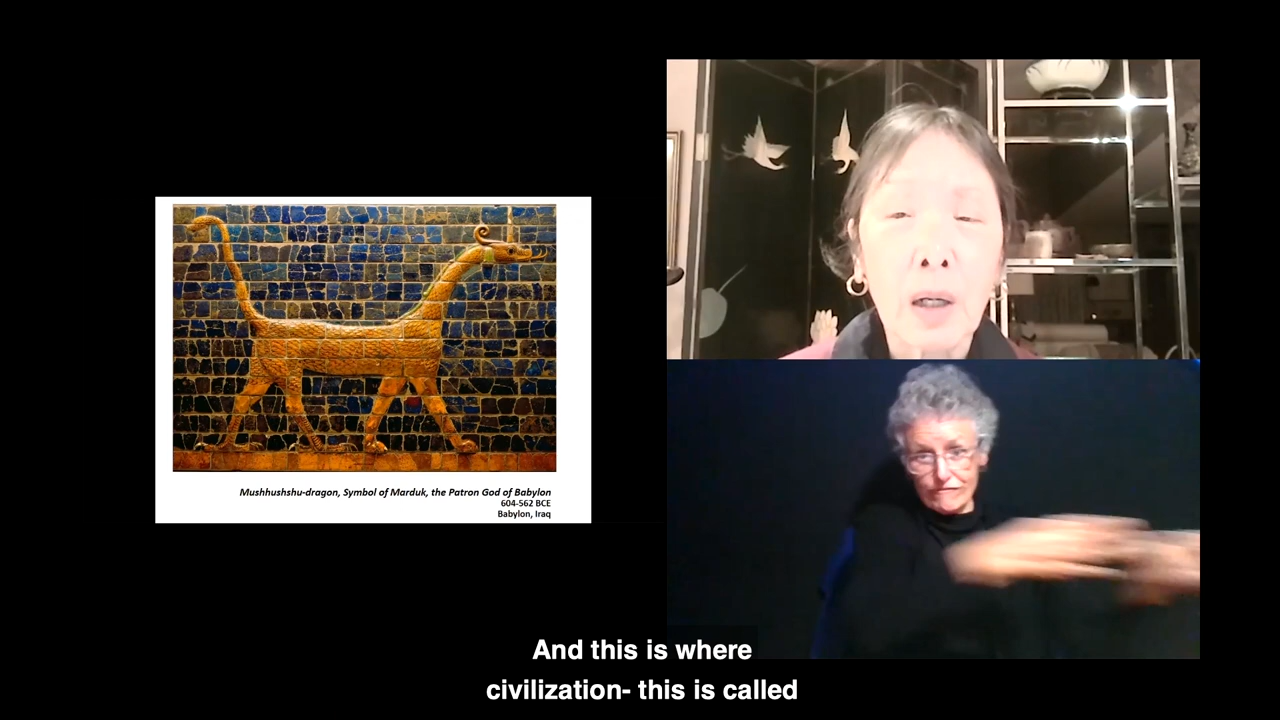 Mushhushshu-dragon, Symbol of Marduk, the Patron God of Babylon
604-562 BCE
Babylon, Iraq
And this is where
civilization- this is called